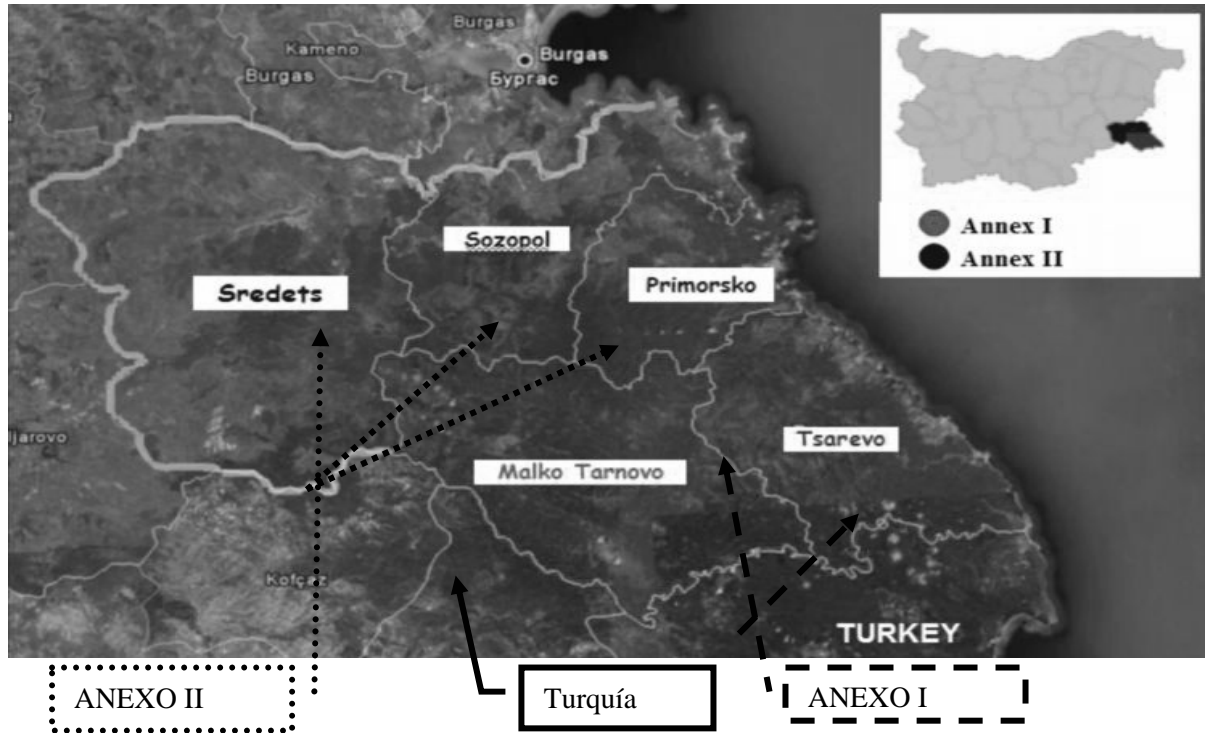 Burgas
Kameno
Burgas
Burgas
Бургас
Annex I
Annex II
Sozopol
Sredets
Primorsko
ljarovo
Tsarevo
Malko Tarnovo
Kofçaz
TURKEY
ANEXO II
Turquía
ANEXO I